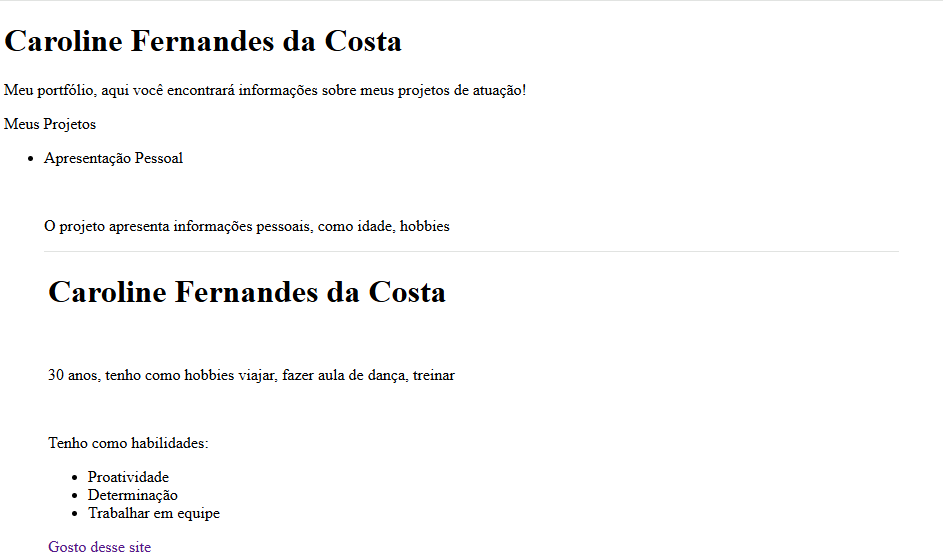 Caroline Fernandes da Costa
Meu portfólio, aqui você encontrará informações sobre meus projetos de atuação!
Meus Projetos
Apresentação Pessoal
O projeto apresenta informações pessoais, como idade, hobbies
Caroline Fernandes da Costa
30 anos, tenho como hobbies viajar, fazer aula de dança, treinar
Tenho como habilidades:
Proatividade
Determinação
Trabalhar em equipe
Gosto desse site